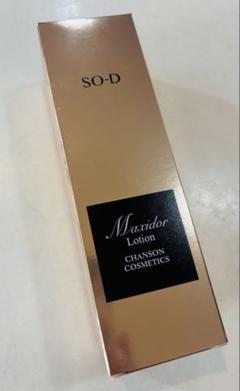 SO-D
Maxidor
Lotion
CHANSON
COSMETICS